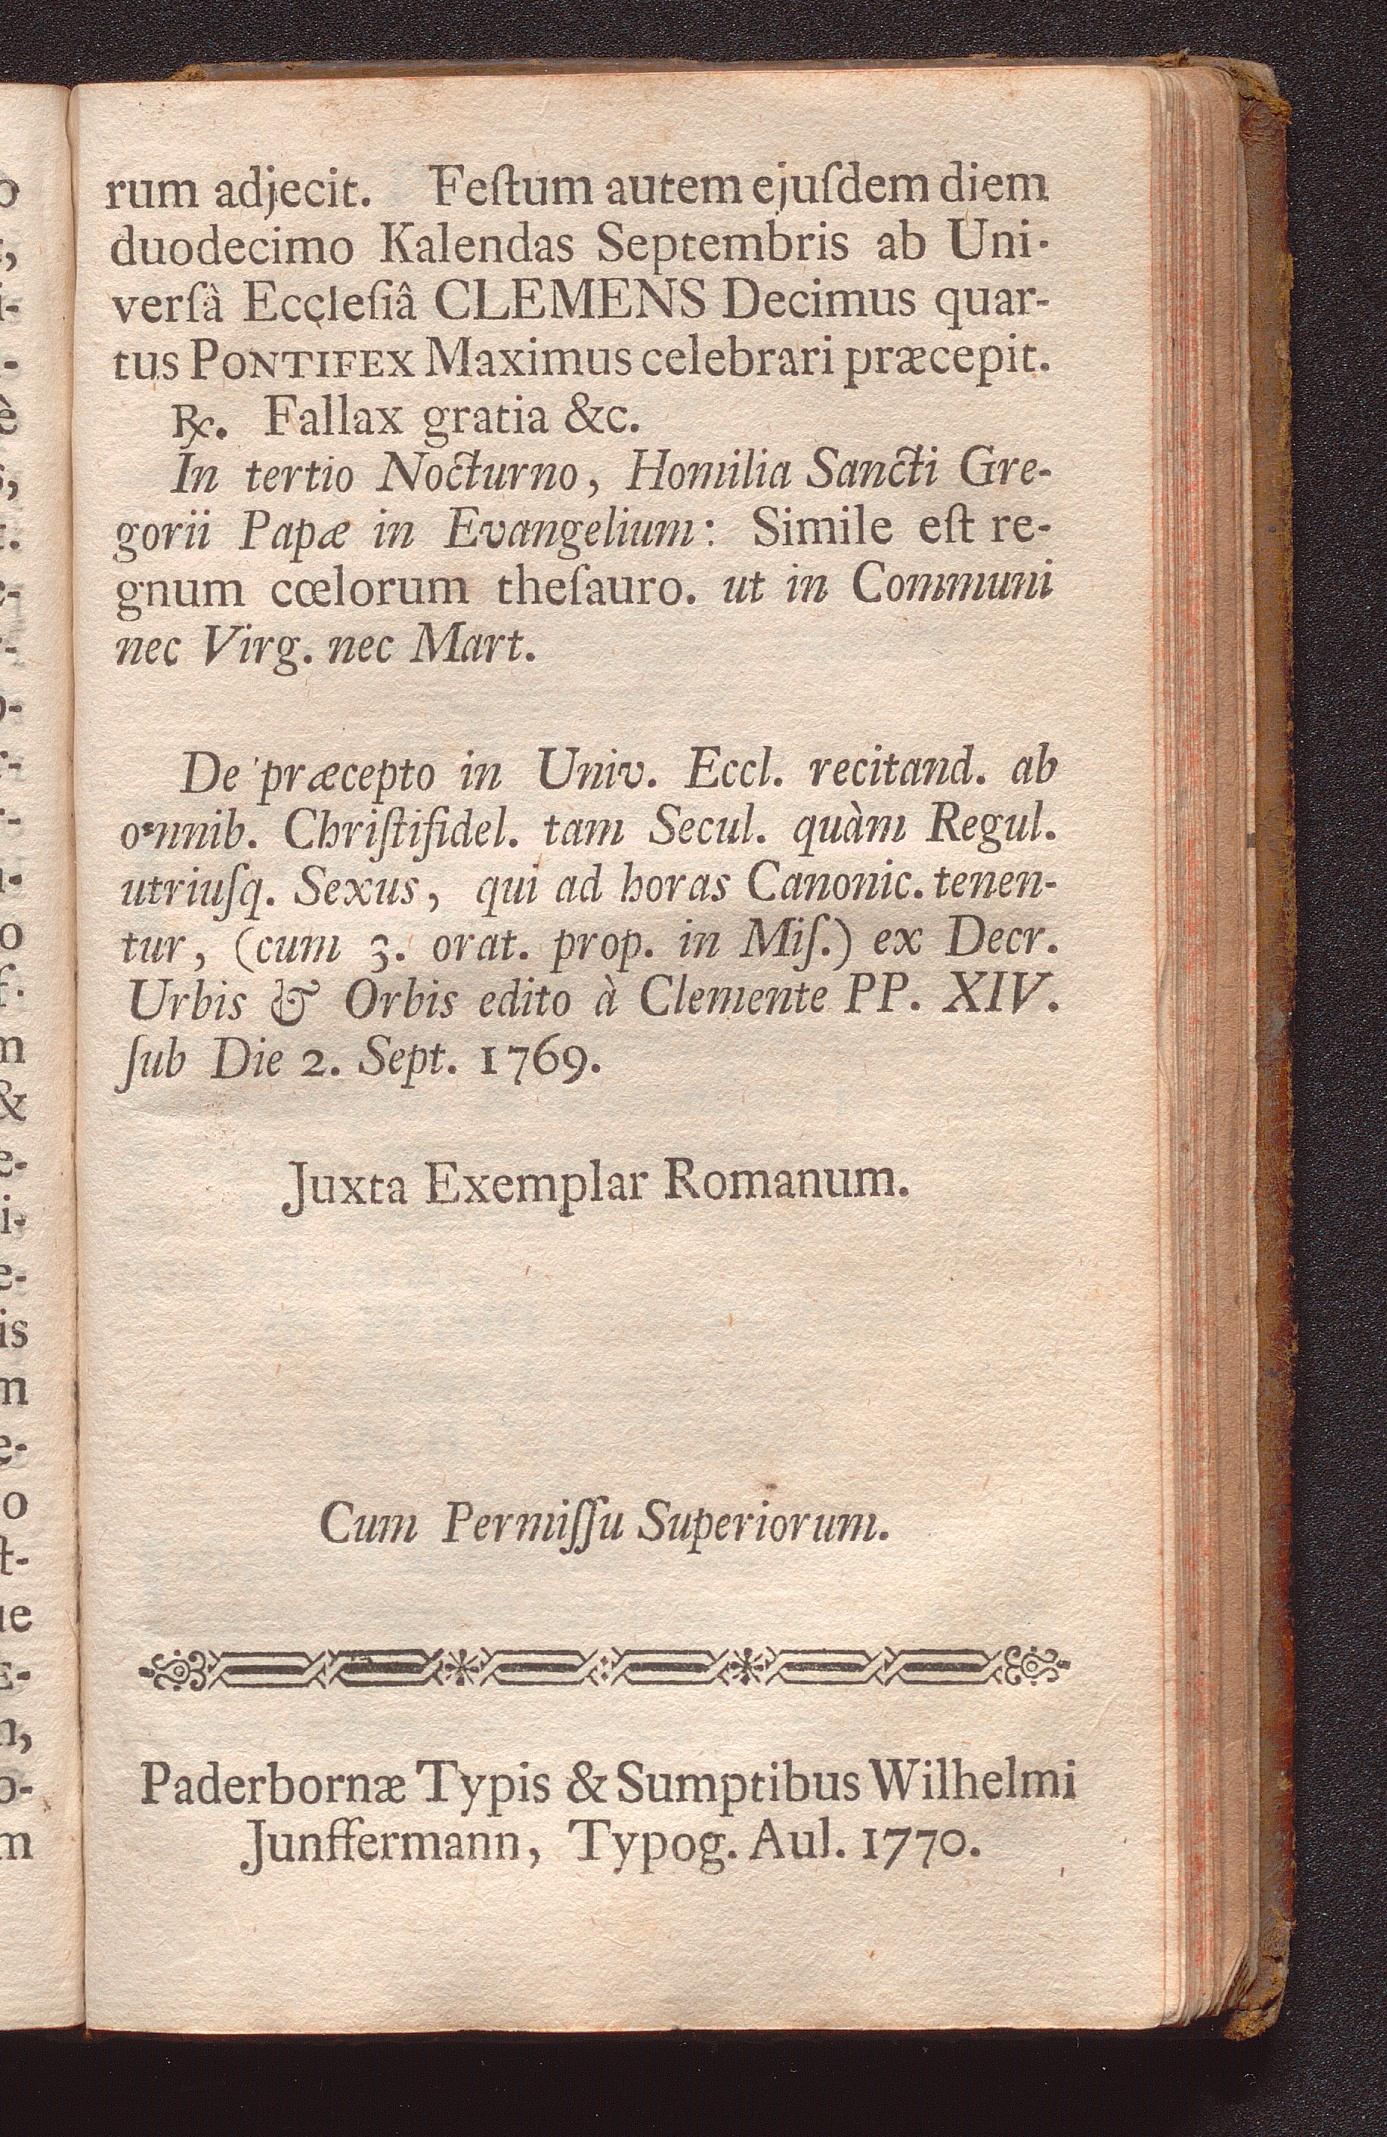 rum adjecit. Feſtum autem ejuſdem diem
duodecimo Kalendas Septembris ab Uni-
verſà Eccleſiâ CLEMENS Decimus quar-
tus PONTIFEX Maximus celebrari præcepit.
℞. Fallax gratia &c.
In tertio Nocturno, Homilia Sancti Gre-
gorii Papæ in Evangelium: Simile eſt re-
gnum cœlorum theſauro. ut in Communi
nec Virg. nec Mart.
De præcepto in Univ. Eccl. recitand. ab
omnib. Chriſtifidel. tam Secul. quàm Regul.
utriuſq. Sexus, qui ad horas Canonic. tenen-
tur, (cum 3. orat. prop. in Miſ.) ex Decr.
Urbis & Orbis edito à Clemente PP. XIV.
ſub Die 2. Sept. 1769.
Juxta Exemplar Romanum.
Cum Permiſſu Superiorum.
Paderbornæ Typis & Sumptibus Wilhelmi
Junffermann, Typog. Aul. 1770.